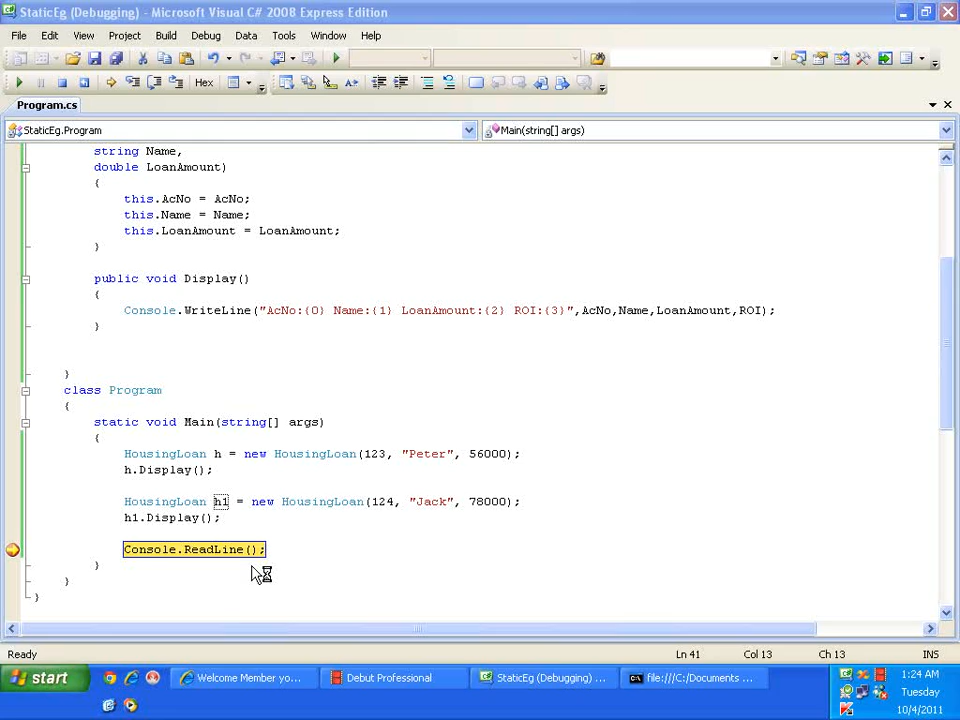 StaticEg (Debugging) - Microsoft Visual C# 2008 Express Edition
File Edit View Project Build Debug Data Tools Window Help
Hex
Program.cs
StaticEg.Program Main(string[] args)
string Name,
double LoanAmount)
{
this.AcNo = AcNo;
this.Name = Name;
this.LoanAmount = LoanAmount;
}
public void Display()
{
Console.WriteLine("AcNo:{0} Name:{1} LoanAmount:{2} ROI:{3}",AcNo,Name,LoanAmount,ROI);
}
}
class Program
{
static void Main(string[] args)
{
HousingLoan h = new HousingLoan(123, "Peter", 56000);
h.Display();
HousingLoan h1 = new HousingLoan(124, "Jack", 78000);
h1.Display();
Console.ReadLine();
}
}
}
Ready Ln 41 Col 13 Ch 13 INS
start Welcome Member yo... Debut Professional StaticEg (Debugging) ... file:///C:/Documents ... 1:24 AM
Tuesday
10/4/2011